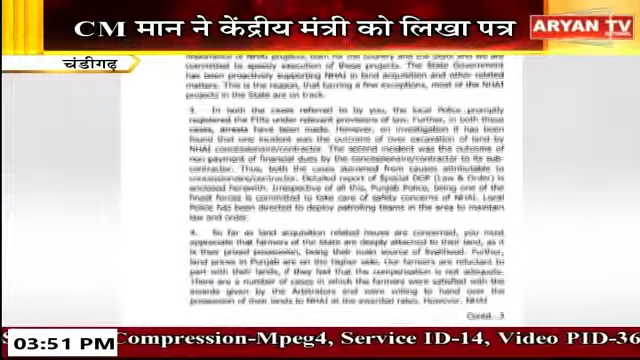 CM मान ने केंद्रीय मंत्री को लिखा पत्र
ARYAN TV
चंडीगढ़
importance of NHAI projects, both for the country and the State and we are
committed to speedy execution of these projects. The State Government
has been proactively supporting NHAI in land acquisition and other related
matters. This is the reason, that barring a few exceptions, most of the NHAI
projects in the State are on track.
3. In both the cases referred to by you, the local Police promptly
registered the FIRs under relevant provisions of law. Further, in both these
cases, arrests have been made. However, on investigation it has been
found that one incident was the outcome of over excavation of land by
NHAI concessionaire/contractor. The second incident was the outcome of
non payment of financial dues by the concessionaire/contractor to its sub-
contractor. Thus, both the cases stemmed from causes attributable to
concessionaire/contractor. Detailed report of Special DGP (Law & Order) is
enclosed herewith. Irrespective of all this, Punjab Police, being one of the
finest forces is committed to take care of safety concerns of NHAI. Local
Police has been directed to deploy patrolling teams in the area to maintain
law and order.
4. So far as land acquisition related issues are concerned, you must
appreciate that farmers of the State are deeply attached to their land, as it
is their prized possession, being their main source of livelihood. Further,
land prices in Punjab are on the higher side. Our farmers are reluctant to
part with their lands, if they feel that the compensation is not adequate.
There are a number of cases in which the farmers were satisfied with the
awards given by the Arbitrators and were willing to hand over the
possession of their lands to NHAI at the awarded rates. However, NHAI
Contd...3
03:51 PM
Compression-Mpeg4, Service ID-14, Video PID-36